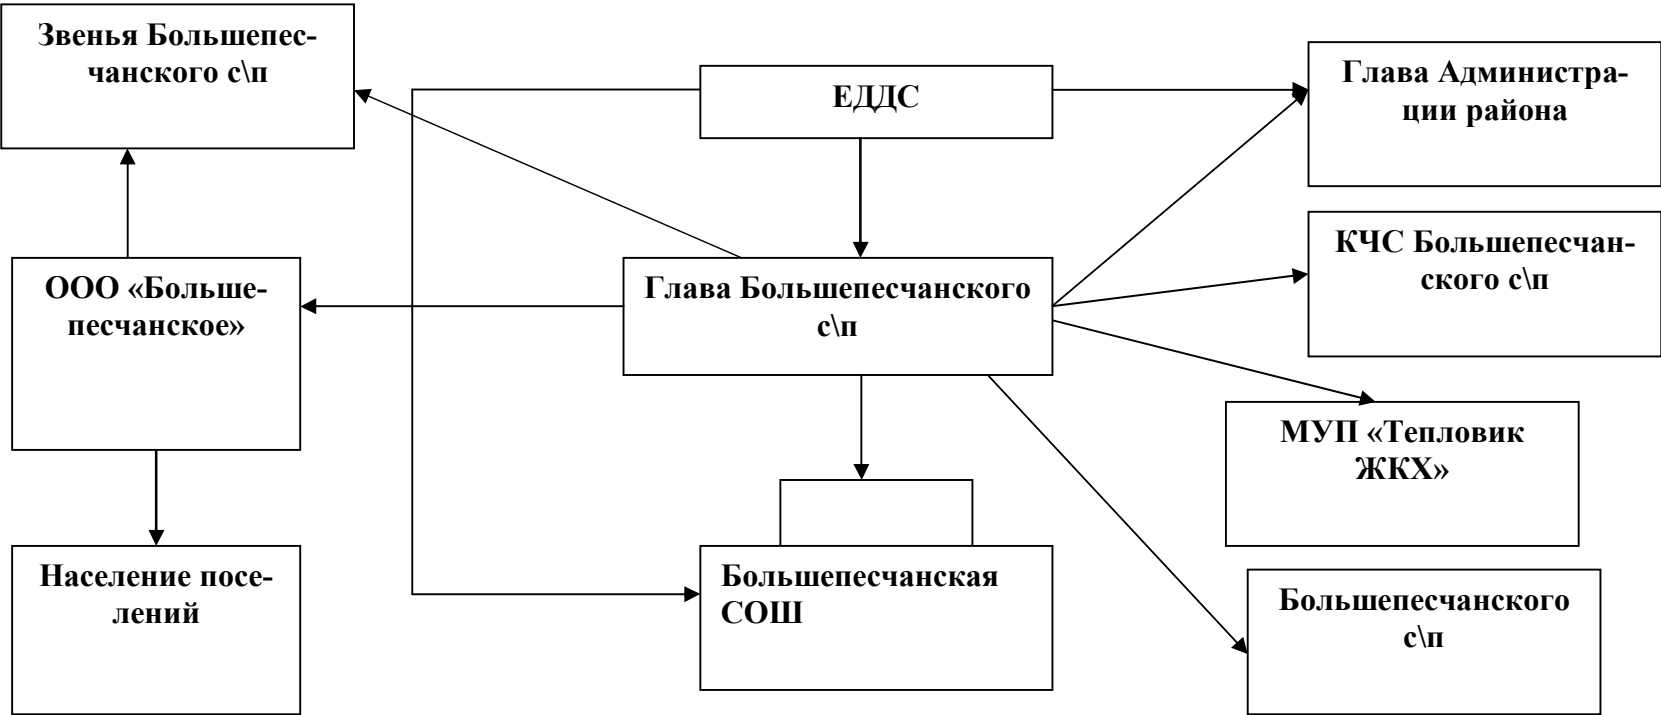 Звенья Большепес-
чанского с\п
ЕДДС
Глава Администра-
ции района
КЧС Большепесчан-
ского с\п
ООО «Больше-
песчанское»
Глава Большепесчанского
с\п
МУП «Тепловик
ЖКХ»
Население посе-
лений
Большепесчанская
СОШ
Большепесчанского
с\п